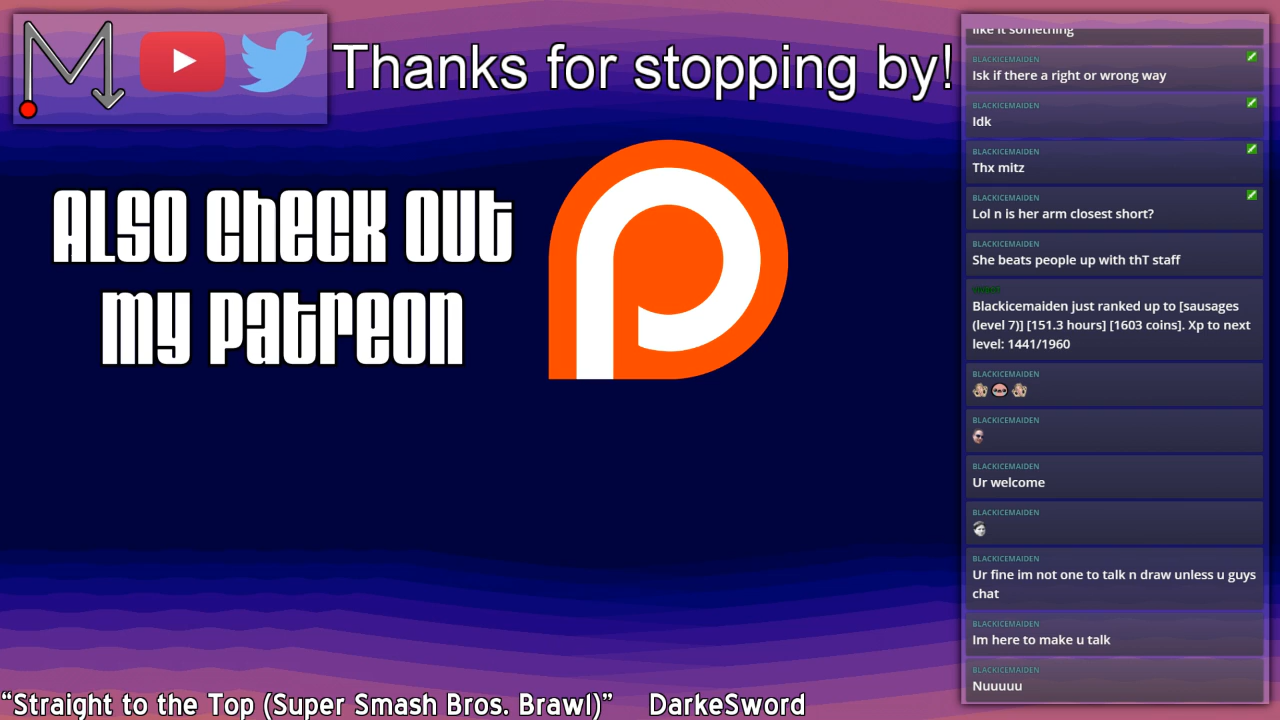 Thanks for stopping by!
Also Check Out
my patreon
like it something
BLACKICEMAIDEN
Isk if there a right or wrong way
BLACKICEMAIDEN
Idk
BLACKICEMAIDEN
Thx mitz
BLACKICEMAIDEN
Lol n is her arm closest short?
BLACKICEMAIDEN
She beats people up with thT staff
Blackicemaiden just ranked up to [sausages
(level 7)] [151.3 hours] [1603 coins]. Xp to next
level: 1441/1960
BLACKICEMAIDEN
BLACKICEMAIDEN
BLACKICEMAIDEN
Ur welcome
BLACKICEMAIDEN
BLACKICEMAIDEN
Ur fine im not one to talk n draw unless u guys
chat
BLACKICEMAIDEN
Im here to make u talk
BLACKICEMAIDEN
Nuuuuu
“Straight to the Top (Super Smash Bros. Brawl)” DarkeSword